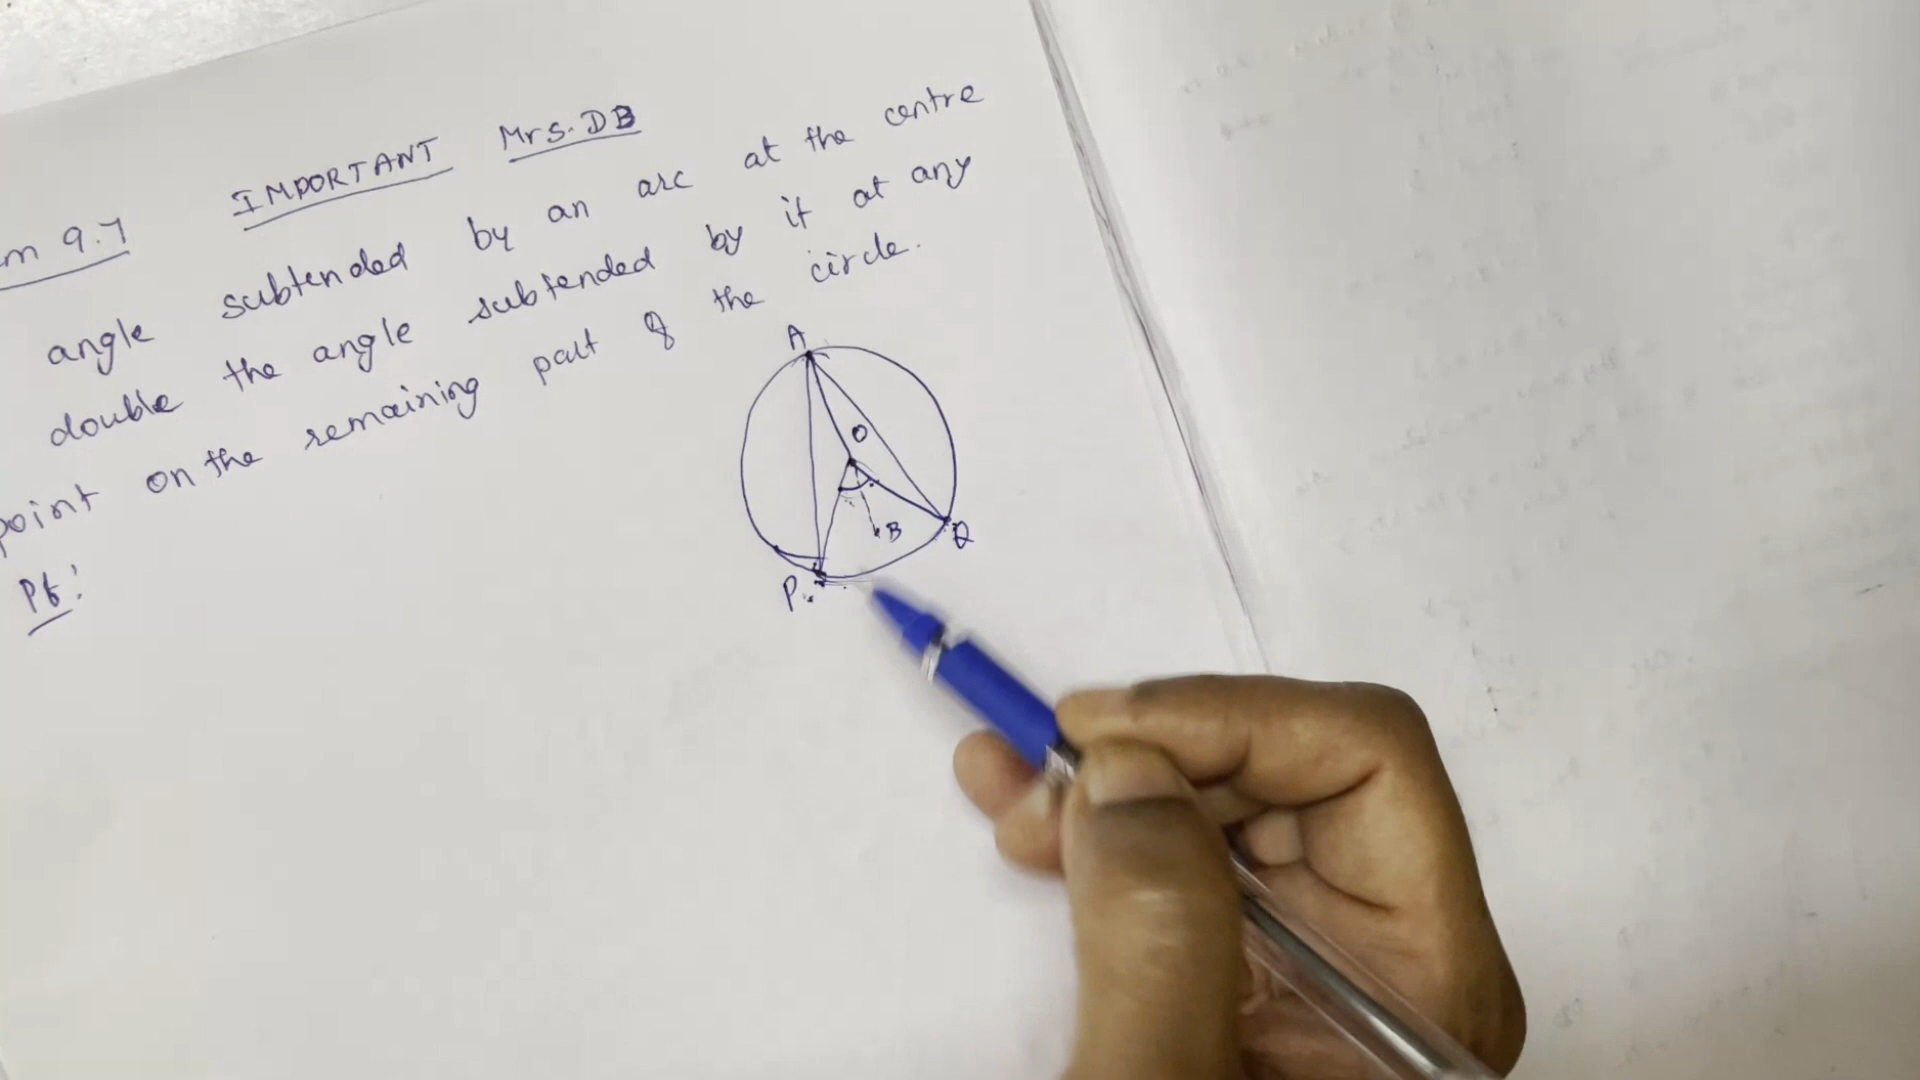 IMPORTANT Mrs. DB
m 9.7
angle subtended by an arc at the centre
double the angle subtended by it at any
point on the remaining part of the circle.
Pf:
A
O
B
Q
P